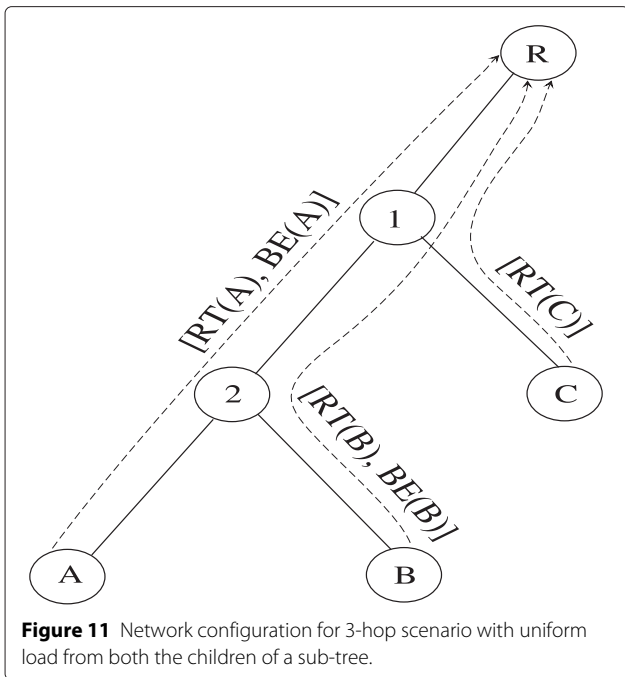 R
1
[RT(A), BE(A)]
[RT(C)]
2
C
[RT(B), BE(B)]
A
B
Figure 11 Network configuration for 3-hop scenario with uniform
load from both the children of a sub-tree.